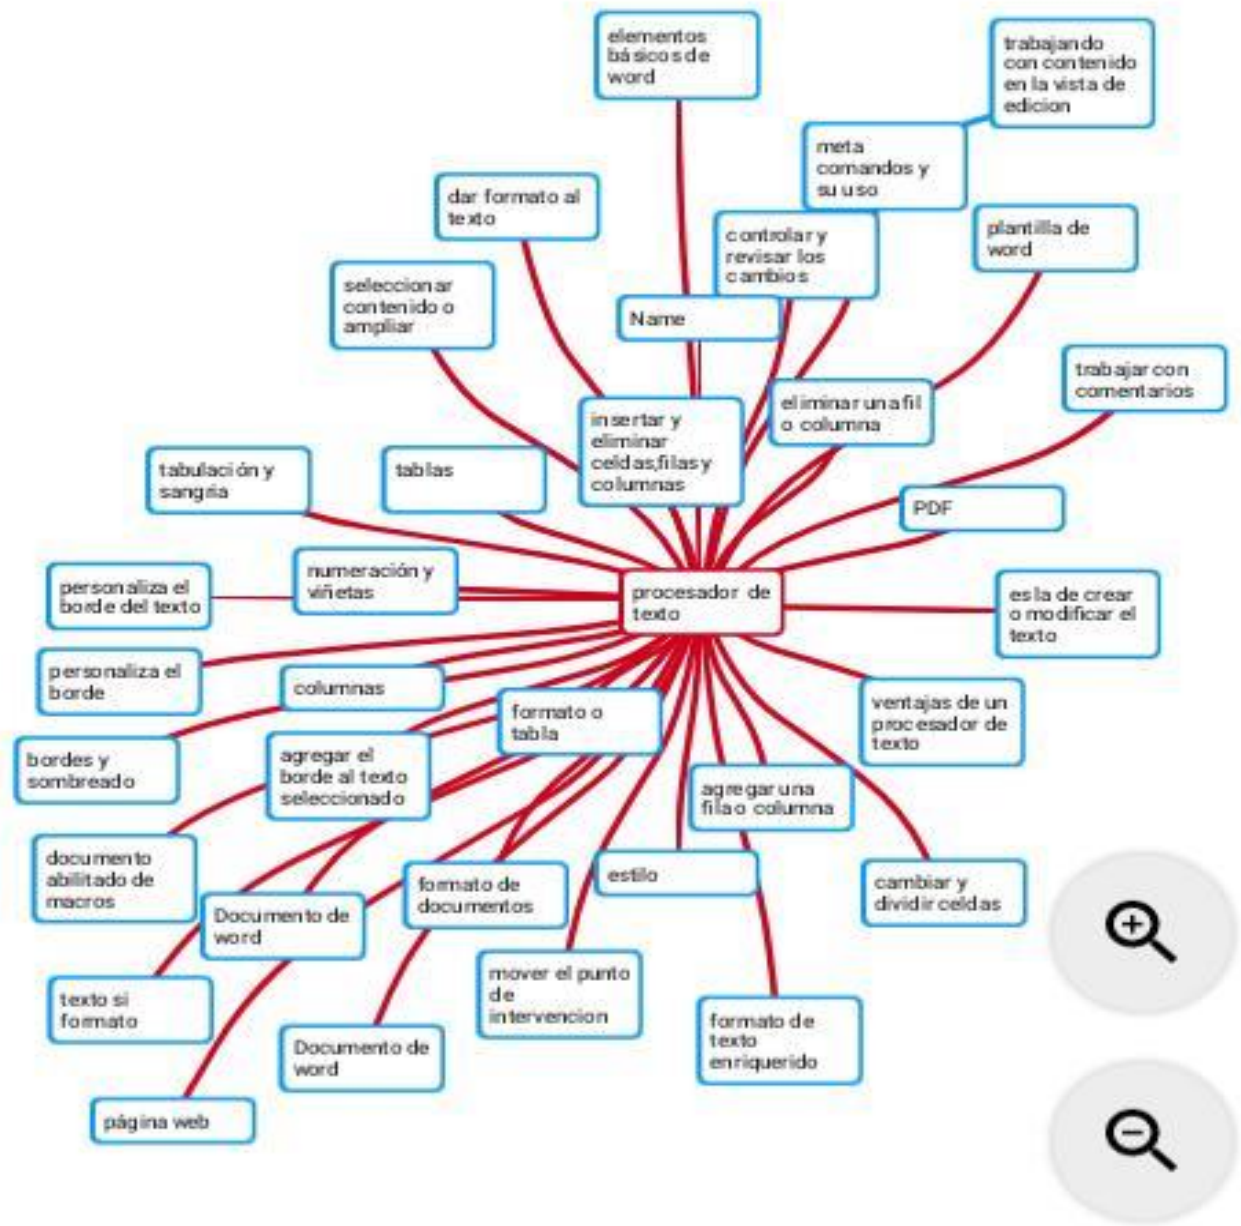 elementos
básicos de
word
trabajando
con contenido
en la vista de
edicion
meta
comandos y
su uso
dar formato al
texto
controlar y
revisar los
cambios
plantilla de
word
seleccionar
contenido o
ampliar
Name
trabajar con
comentarios
insertar y
eliminar
celdas,filas y
columnas
eliminar una fil
o columna
tabulación y
sangria
tablas
PDF
numeración y
viñetas
personaliza el
borde del texto
procesador de
texto
es la de crear
o modificar el
texto
personaliza el
borde
columnas
formato o
tabla
ventajas de un
procesador de
texto
bordes y
sombreado
agregar el
borde al texto
seleccionado
agregar una
fila o columna
documento
abilitado de
macros
Documento de
word
formato de
documentos
estilo
cambiar y
dividir celdas
texto si
formato
Documento de
word
mover el punto
de
intervencion
formato de
texto
enriquerido
página web